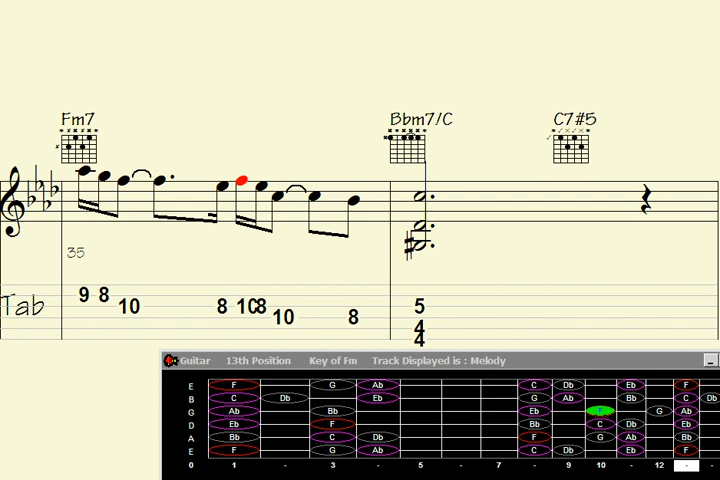 Fm7 Bbm7/C C7#5
35
Tab 9 8 10 8 10 8 10 8 5 4 4
Guitar 13th Position Key of Fm Track Displayed is : Melody
E F G Ab C Db Eb F
B C Db Eb G Ab Bb C Db
G Ab Bb Eb G Ab
D Eb F Bb C Db Eb
A Bb C Db F G Ab Bb
E F G Ab C Db Eb F
0 1 - 3 - 5 - 7 - 9 10 - 12 - -